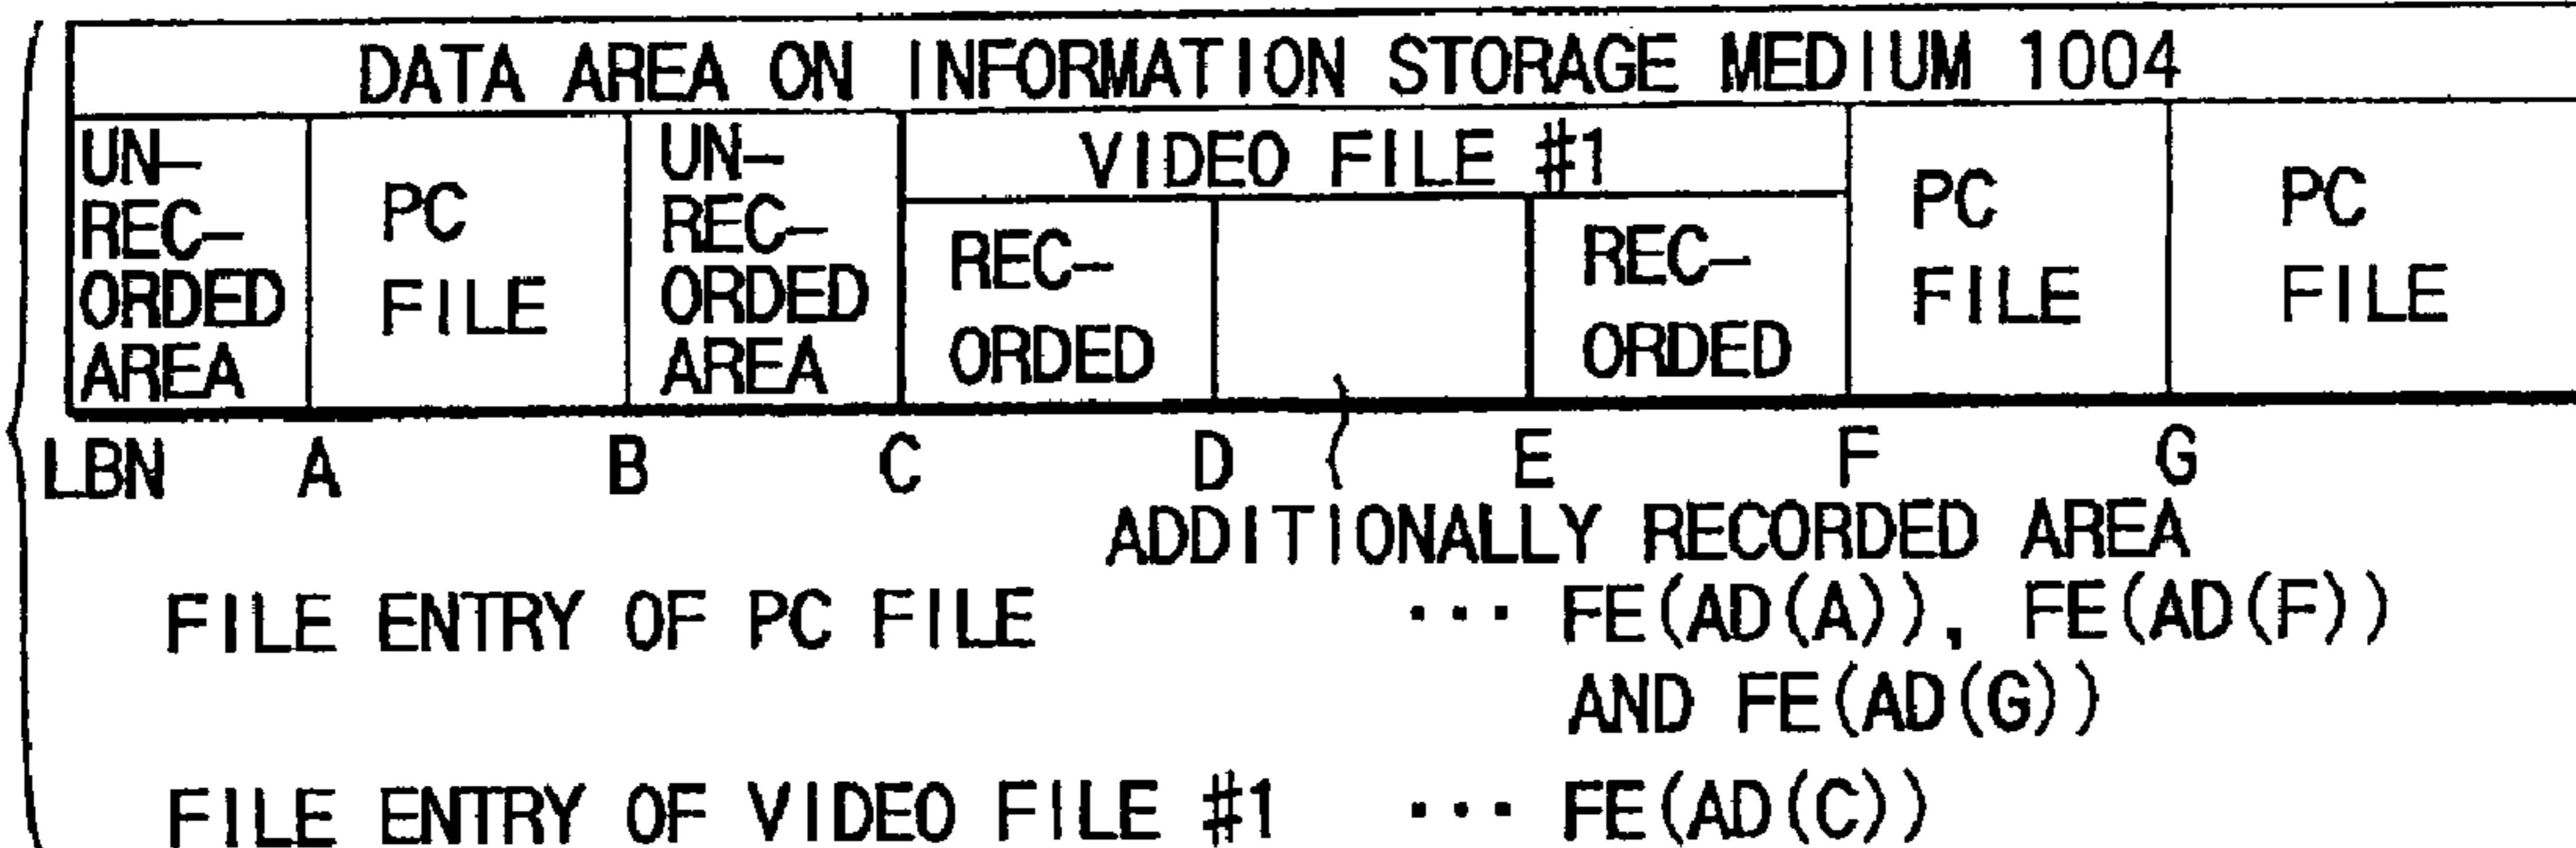 DATA AREA ON INFORMATION STORAGE MEDIUM 1004
UN-
REC-
ORDED
AREA
PC
FILE
UN-
REC-
ORDED
AREA
VIDEO FILE #1
REC-
ORDED
REC-
ORDED
PC
FILE
PC
FILE
LBN A B C D E F G
ADDITIONALLY RECORDED AREA
FILE ENTRY OF PC FILE ··· FE(AD(A)), FE(AD(F))
AND FE(AD(G))
FILE ENTRY OF VIDEO FILE #1 ··· FE(AD(C))